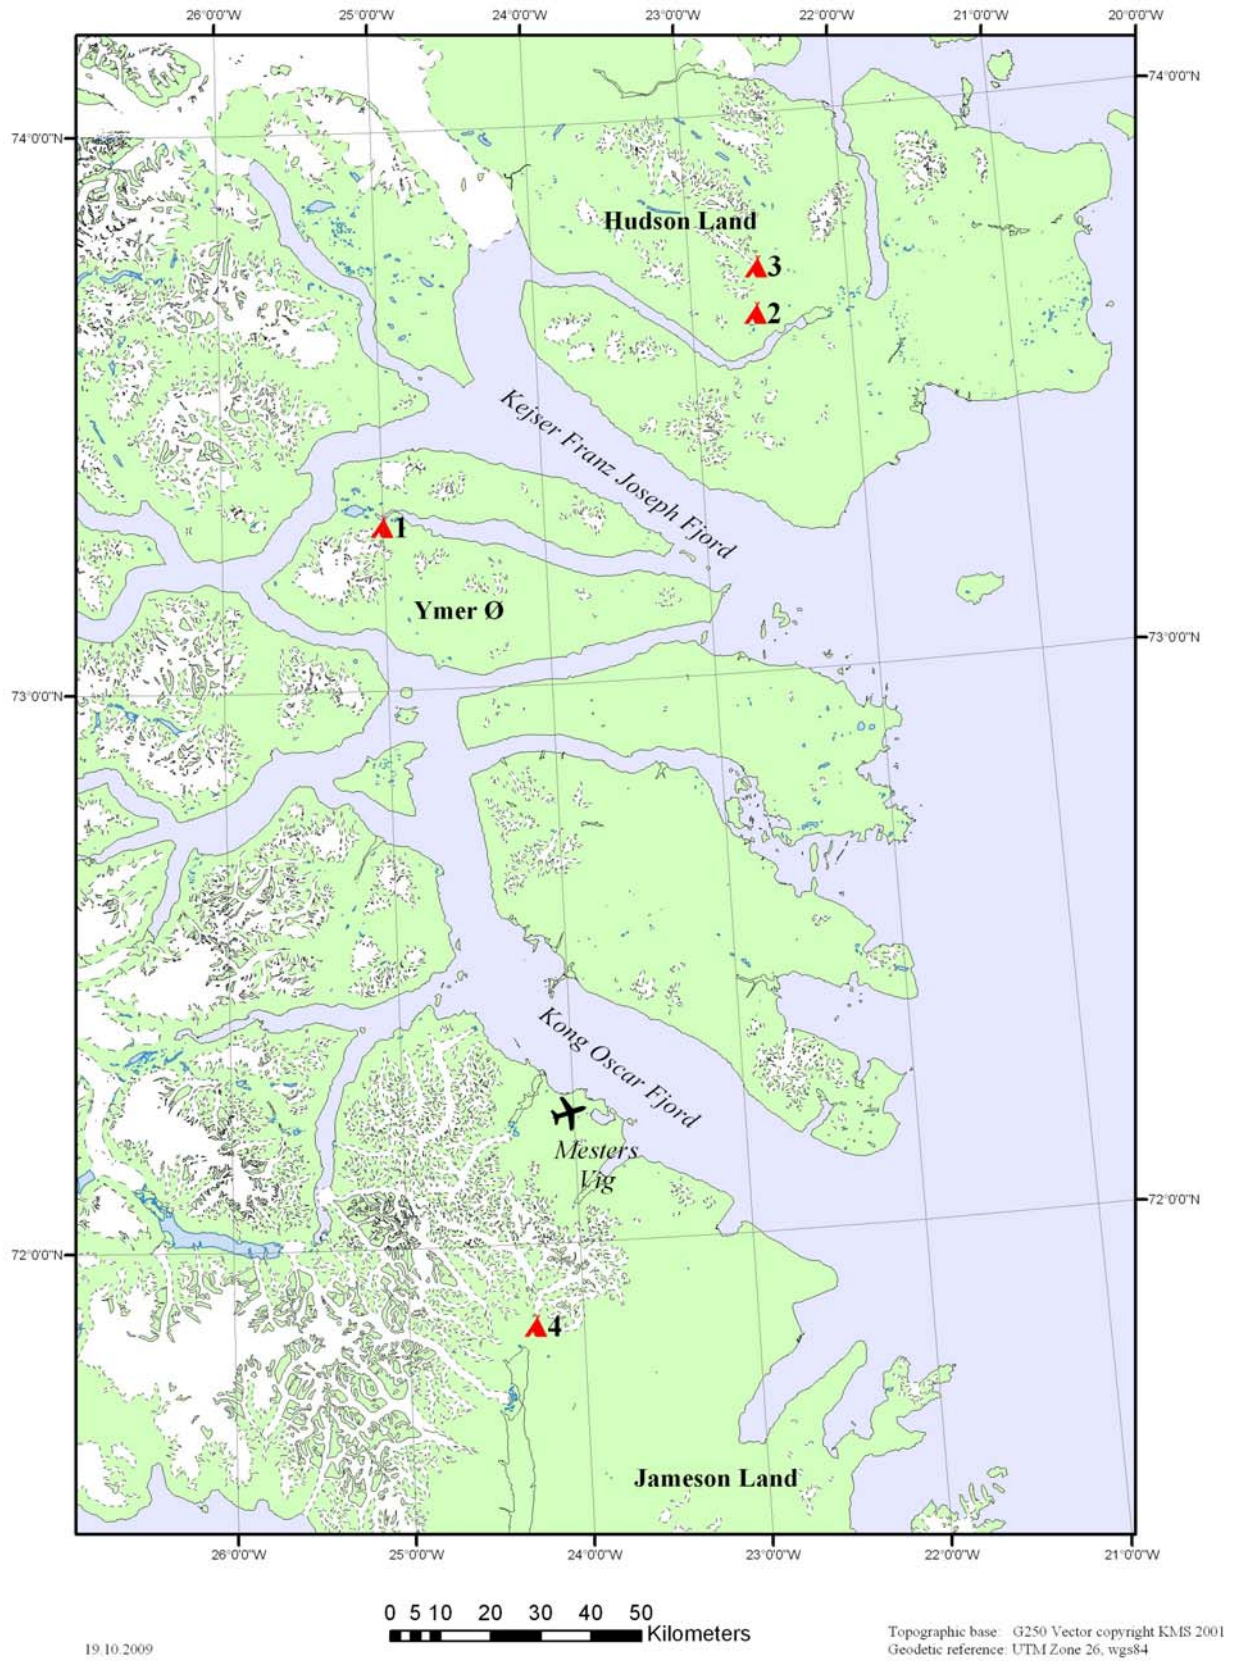 26°0'0"W 25°0'0"W 24°0'0"W 23°0'0"W 22°0'0"W 21°0'0"W 20°0'0"W
74°0'0"N
74°0'0"N
Hudson Land
3
2
Kejser Franz Joseph Fjord
1
Ymer Ø
73°0'0"N
73°0'0"N
Kong Oscar Fjord
Mesters
Vig
72°0'0"N
72°0'0"N
4
Jameson Land
26°0'0"W 25°0'0"W 24°0'0"W 23°0'0"W 22°0'0"W 21°0'0"W
0 5 10 20 30 40 50
Kilometers
19.10.2009
Topographic base: G250 Vector copyright KMS 2001
Geodetic reference: UTM Zone 26, wgs84